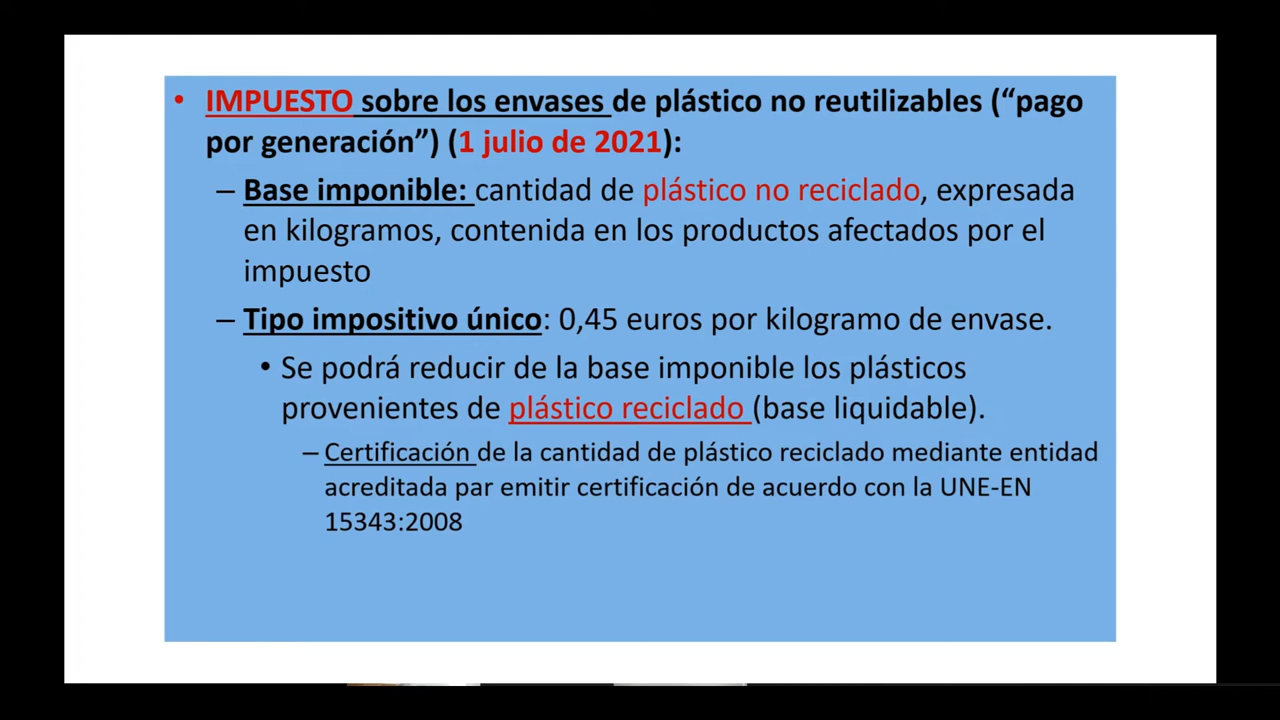 • IMPUESTO sobre los envases de plástico no reutilizables (“pago
por generación”) (1 julio de 2021):
– Base imponible: cantidad de plástico no reciclado, expresada
en kilogramos, contenida en los productos afectados por el
impuesto
– Tipo impositivo único: 0,45 euros por kilogramo de envase.
• Se podrá reducir de la base imponible los plásticos
provenientes de plástico reciclado (base liquidable).
– Certificación de la cantidad de plástico reciclado mediante entidad
acreditada par emitir certificación de acuerdo con la UNE-EN
15343:2008